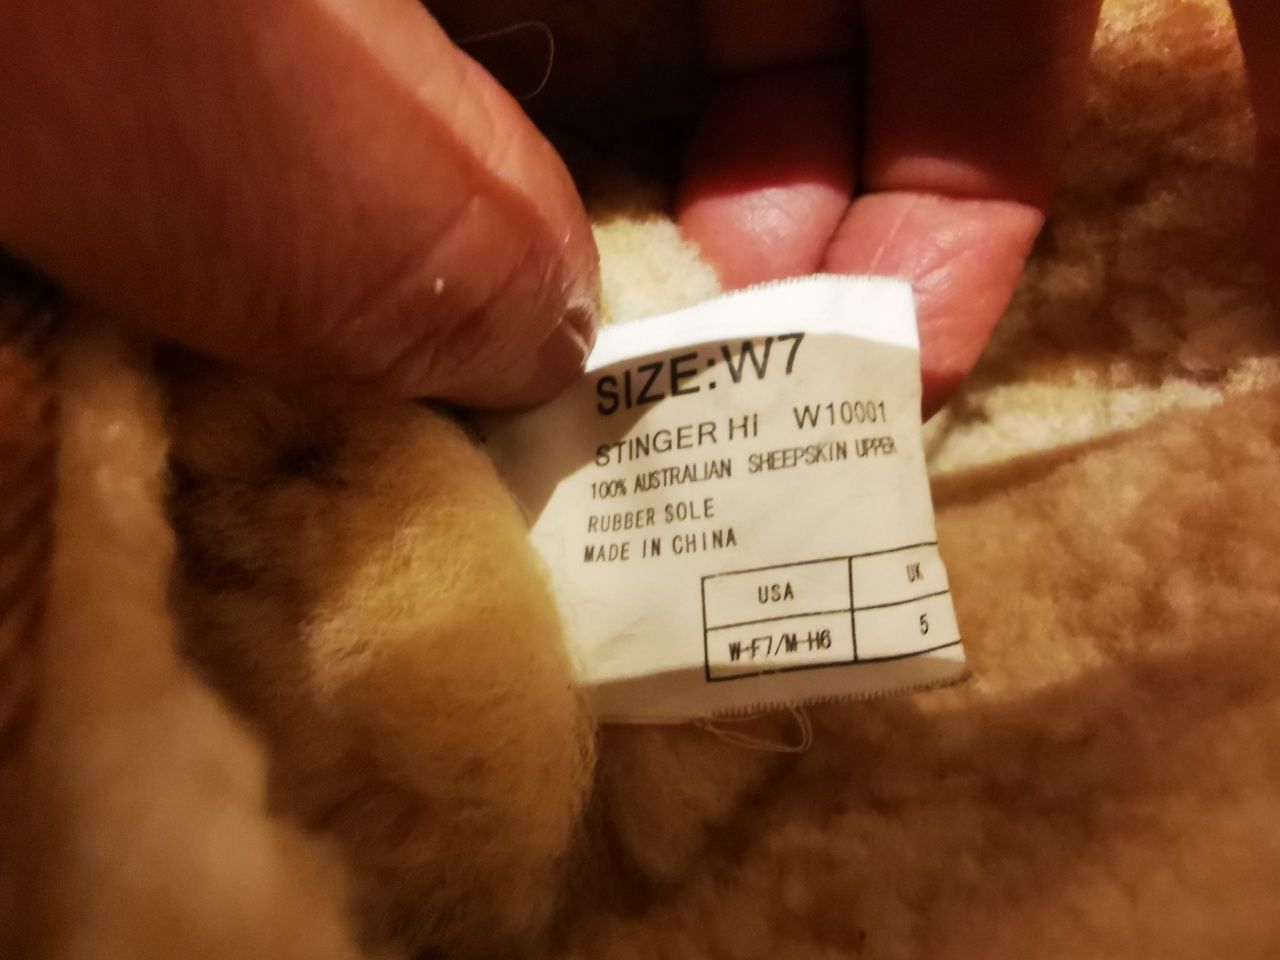 SIZE:W7
STINGER HI W10001
100% AUSTRALIAN SHEEPSKIN UPPER
RUBBER SOLE
MADE IN CHINA
USA UK
W-F7/M-H6 5